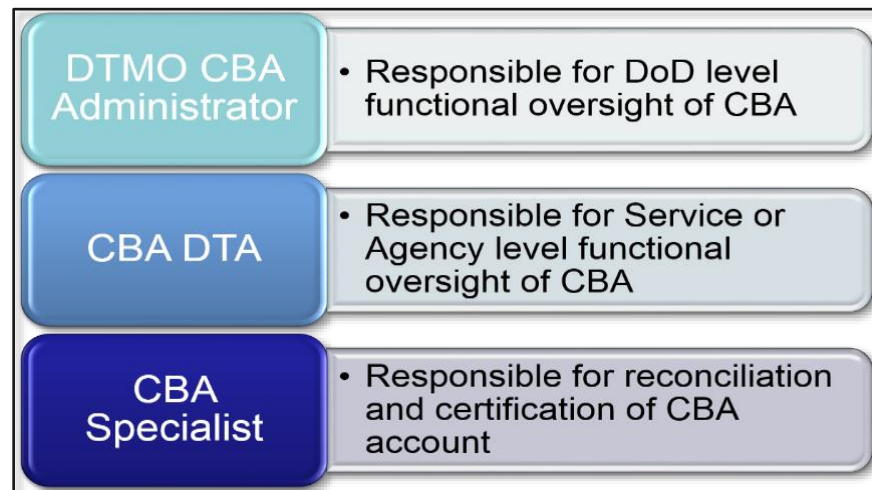 DTMO CBA
Administrator
• Responsible for DoD level
functional oversight of CBA
CBA DTA
• Responsible for Service or
Agency level functional
oversight of CBA
CBA
Specialist
• Responsible for reconciliation
and certification of CBA
account